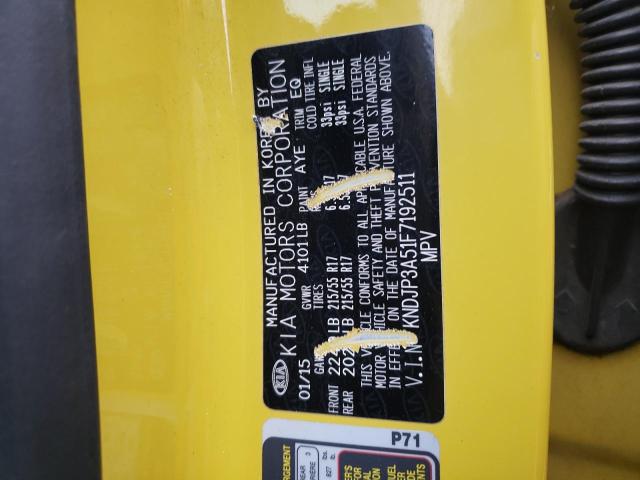 KIA
MANUFACTURED IN KOREA BY
KIA MOTORS CORPORATION
01/15 GVWR 4101LB PAINT AYE TRIM EQ
TIRES COLD TIRE INFL
FRONT LB 215/55 R17 33psi SINGLE
REAR LB 215/55 R17 33psi SINGLE
THIS VEHICLE CONFORMS TO ALL APPLICABLE U.S.A. FEDERAL
MOTOR VEHICLE SAFETY AND THEFT PREVENTION STANDARDS
IN EFFECT ON THE DATE OF MANUFACTURE SHOWN ABOVE.
V.I.N KNDJP3A51F7192511
MPV
P71